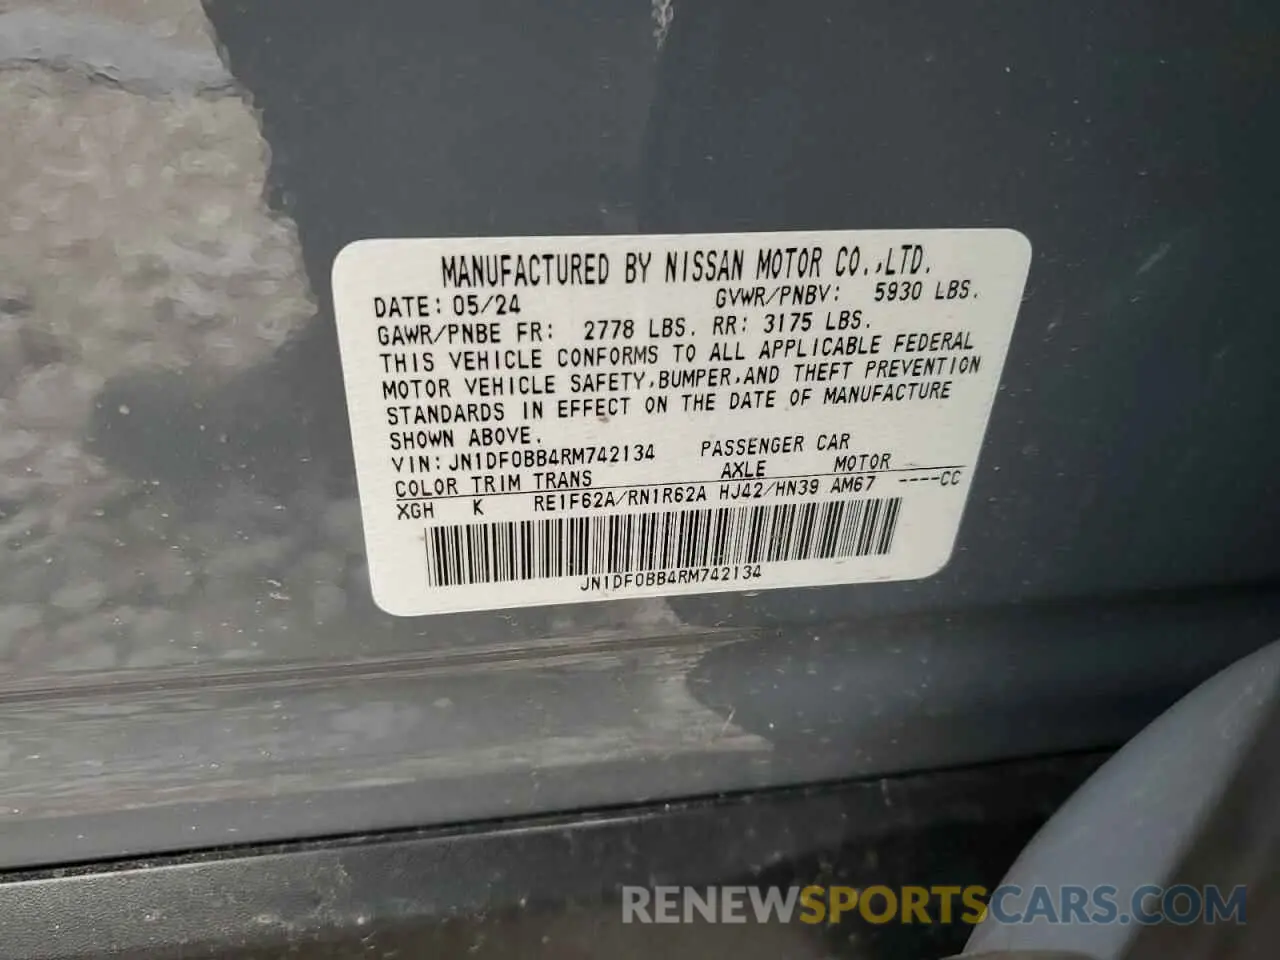 MANUFACTURED BY NISSAN MOTOR CO.,LTD.
DATE: 05/24 GVWR/PNBV: 5930 LBS.
GAWR/PNBE FR: 2778 LBS. RR: 3175 LBS.
THIS VEHICLE CONFORMS TO ALL APPLICABLE FEDERAL
MOTOR VEHICLE SAFETY,BUMPER,AND THEFT PREVENTION
STANDARDS IN EFFECT ON THE DATE OF MANUFACTURE
SHOWN ABOVE.
VIN: JN1DF0BB4RM742134 PASSENGER CAR
COLOR TRIM TRANS AXLE MOTOR
XGH K RE1F62A/RN1R62A HJ42/HN39 AM67 ----CC
JN1DF0BB4RM742134
RENEWSPORTSCARS.COM